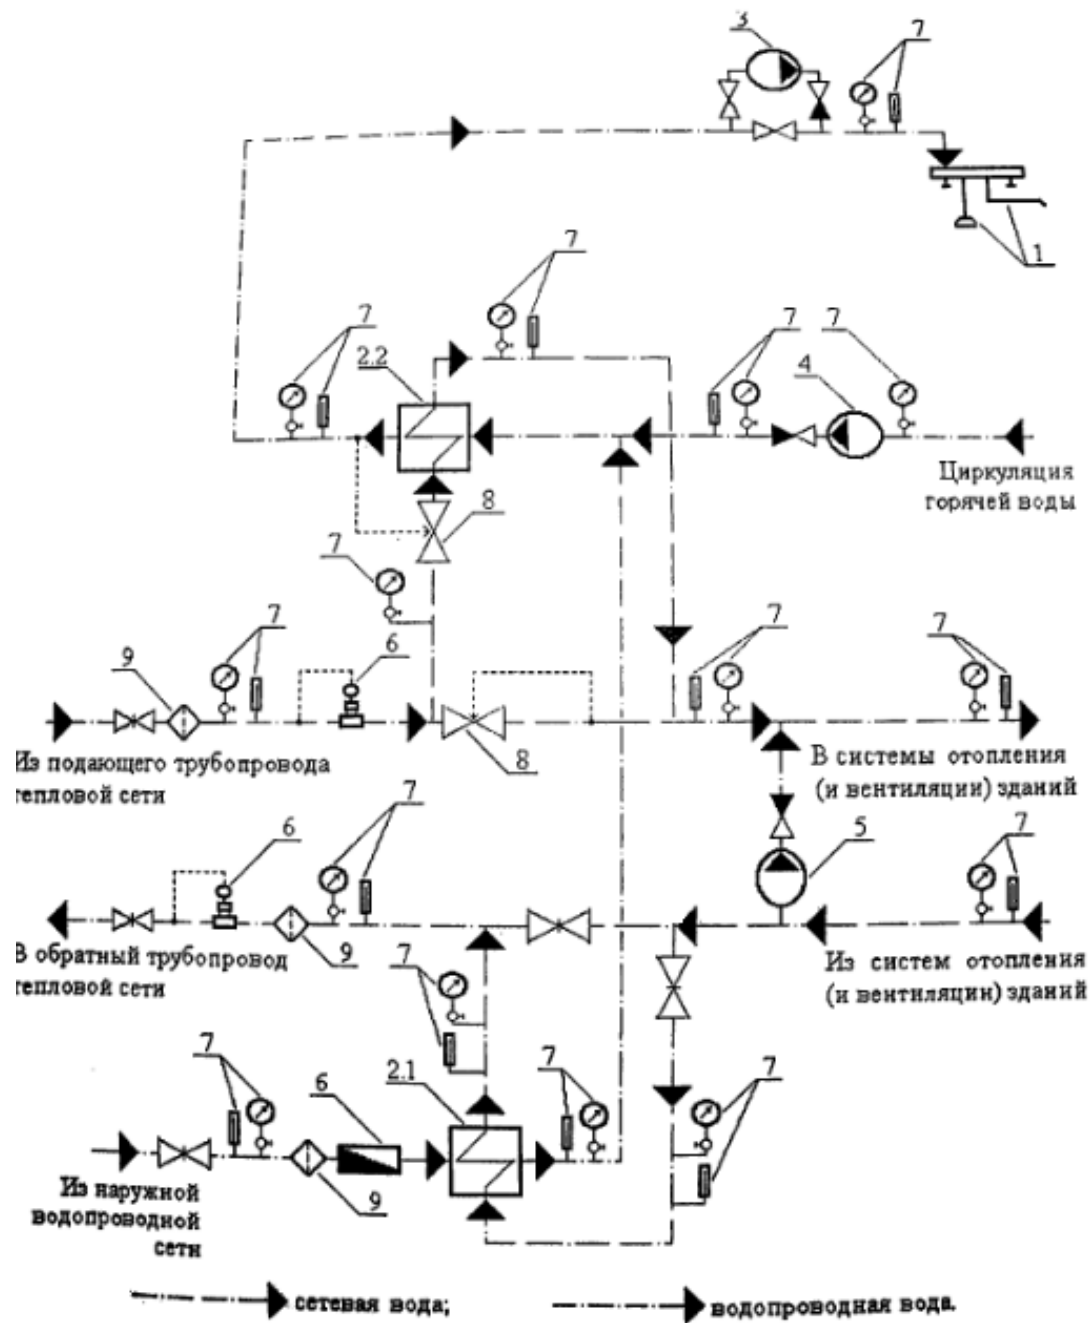 3
7
1
7
7
2.2
7 7
4
Циркуляция
горячей воды
8
7
7
6
9
7
7
8
Из подающего трубопровода
тепловой сети
В системы отопления
(и вентиляции) зданий
7
6
5
7
В обратный трубопровод
тепловой сети
9
7
Из систем отопления
(и вентиляции) зданий
7
6
2.1
7
7
9
Из наружной
водопроводной
сети
сетевая вода;
водопроводная вода.